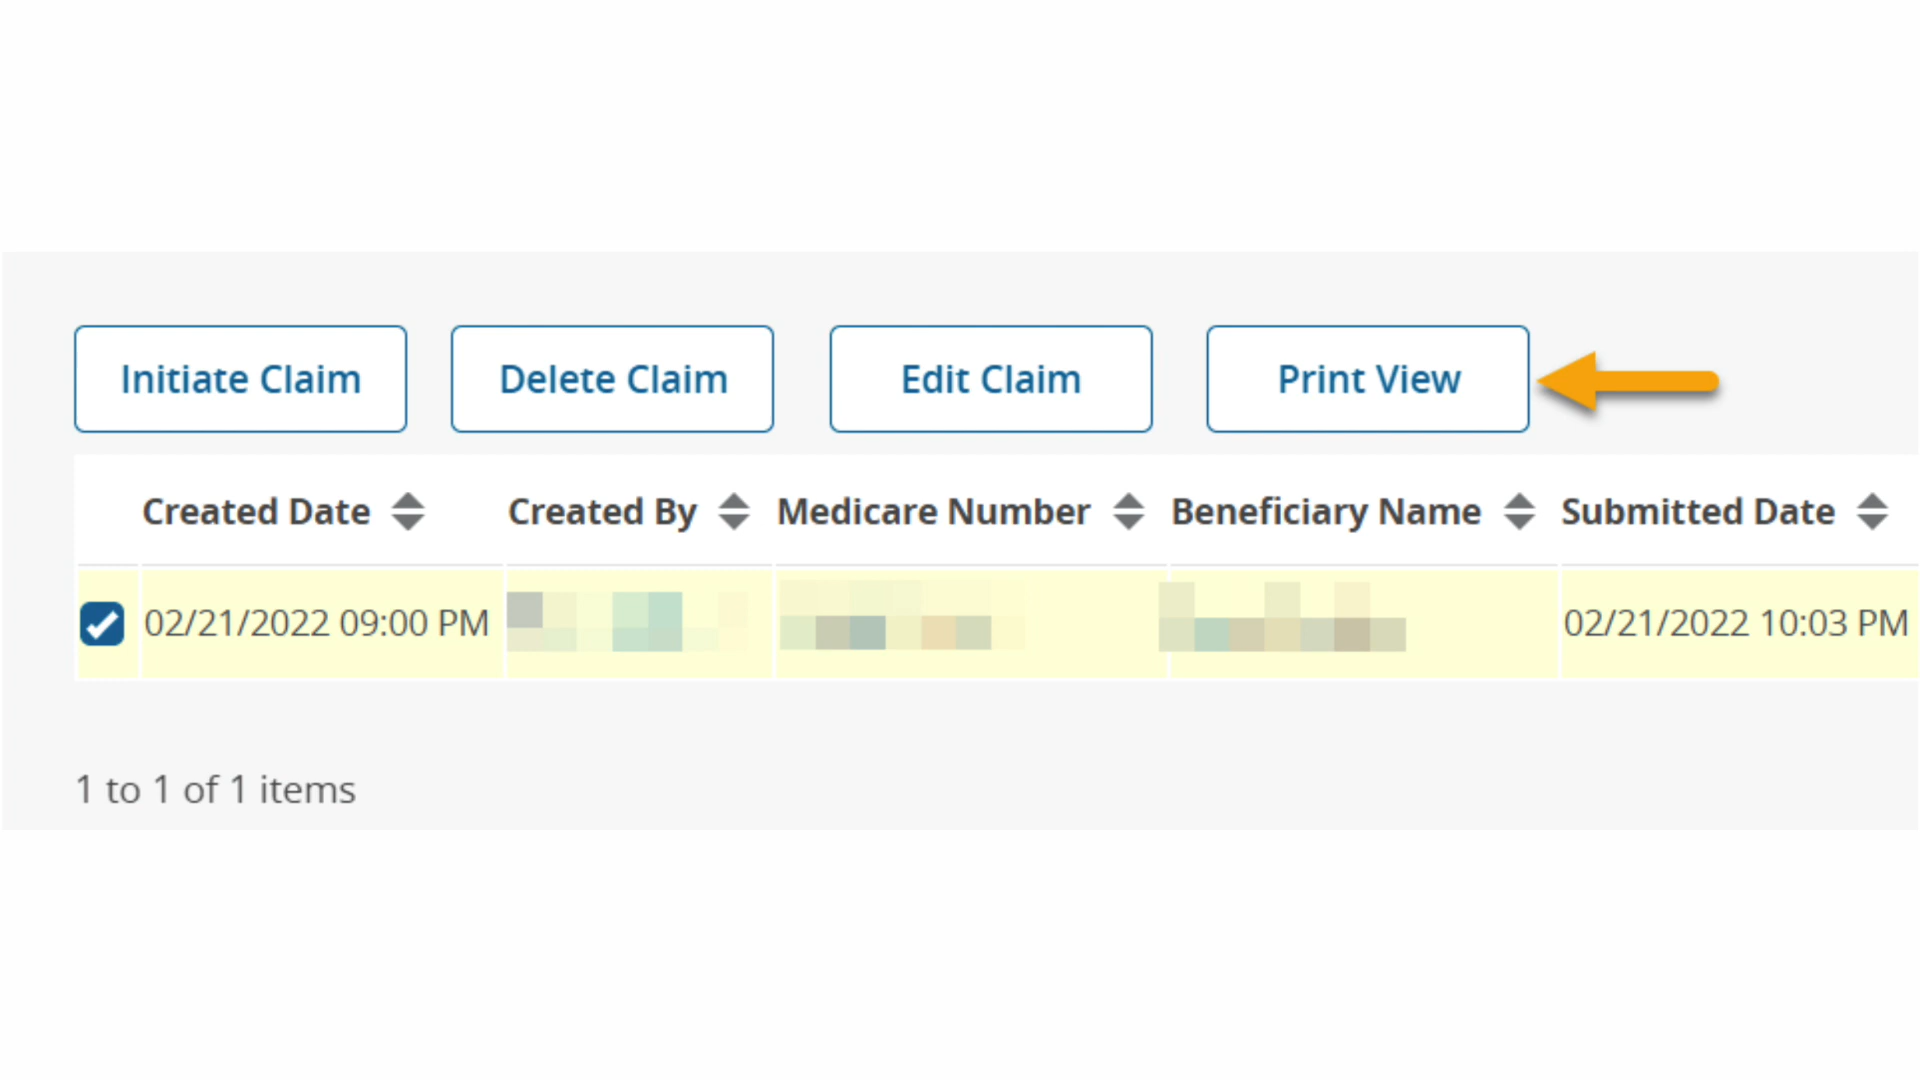 Initiate Claim Delete Claim Edit Claim Print View
Created Date Created By Medicare Number Beneficiary Name Submitted Date
02/21/2022 09:00 PM 02/21/2022 10:03 PM
1 to 1 of 1 items